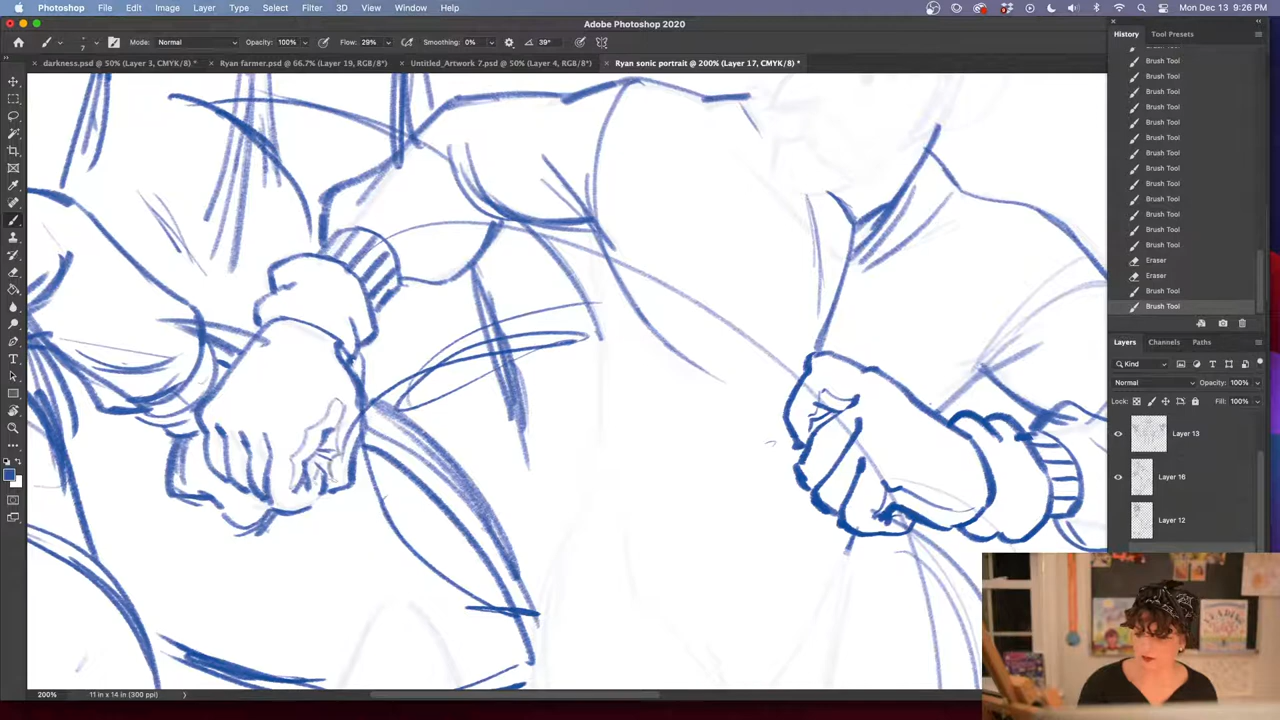 Photoshop File Edit Image Layer Type Select Filter 3D View Window Help
Mon Dec 13 9:26 PM
Adobe Photoshop 2020
Mode: Normal Opacity: 100% Flow: 29% Smoothing: 0% 39°
7
darkness.psd @ 50% (Layer 3, CMYK/8) *
Ryan farmer.psd @ 66.7% (Layer 19, RGB/8*)
Untitled_Artwork 7.psd @ 50% (Layer 4, RGB/8*)
Ryan sonic portrait @ 200% (Layer 17, CMYK/8) *
History Tool Presets
Brush Tool
Brush Tool
Brush Tool
Brush Tool
Brush Tool
Brush Tool
Brush Tool
Brush Tool
Brush Tool
Brush Tool
Brush Tool
Brush Tool
Brush Tool
Eraser
Eraser
Brush Tool
Brush Tool
Layers Channels Paths
Kind
Normal Opacity: 100%
Lock: Fill: 100%
Layer 13
Layer 16
Layer 12
200% 11 in x 14 in (300 ppi)